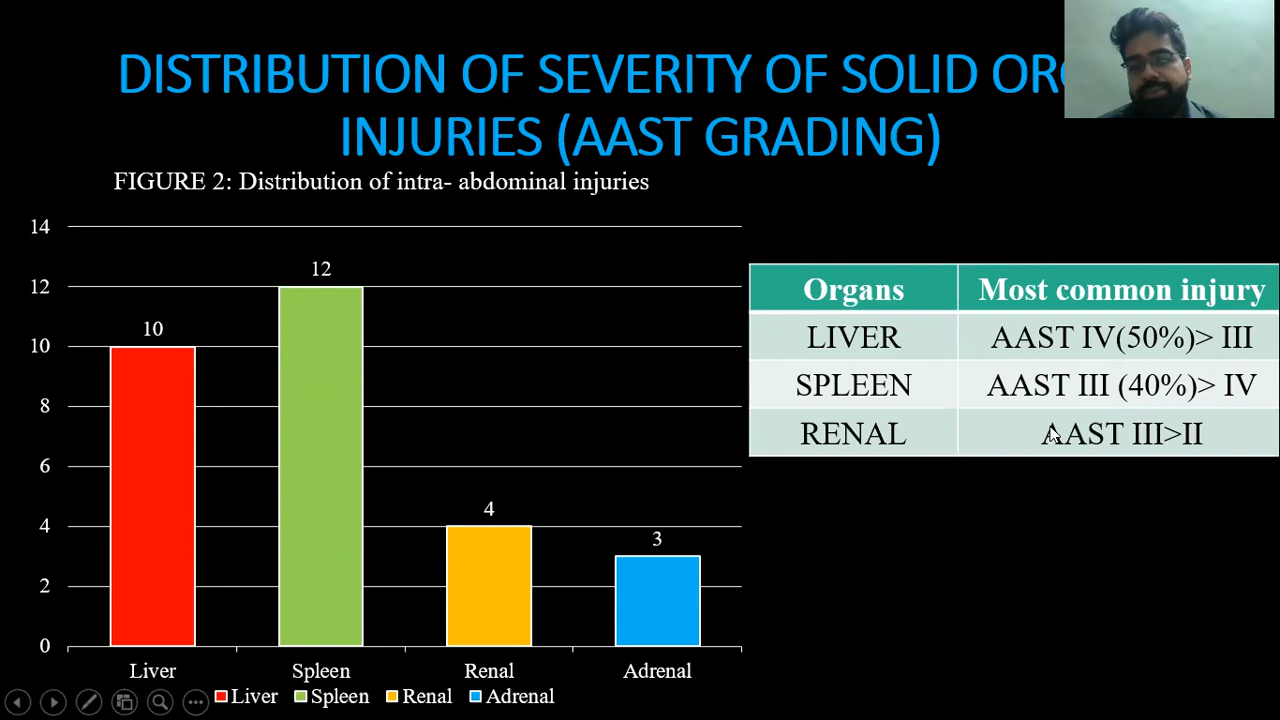 DISTRIBUTION OF SEVERITY OF SOLID
INJURIES (AAST GRADING)
FIGURE 2: Distribution of intra- abdominal injuries
14
12
10
8
6
4
2
0
10
12
4
3
Liver
Spleen
Renal
Adrenal
Liver Spleen Renal Adrenal
Organs Most common injury
LIVER AAST IV(50%)> III
SPLEEN AAST III (40%)> IV
RENAL AAST III>II